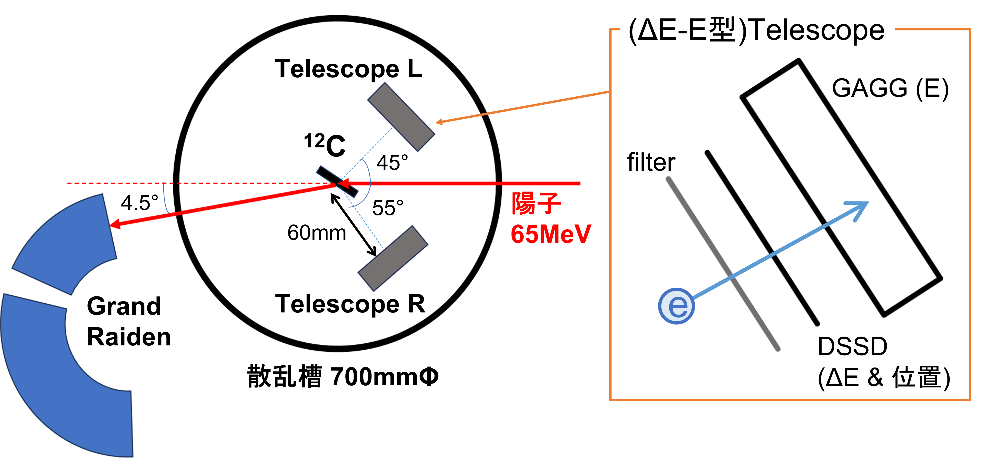 (ΔE-E型)Telescope
Telescope L
GAGG (E)
¹²C
45°
filter
4.5°
55°
陽子
65MeV
60mm
Telescope R
e
Grand
Raiden
DSSD
(ΔE & 位置)
散乱槽 700mmΦ